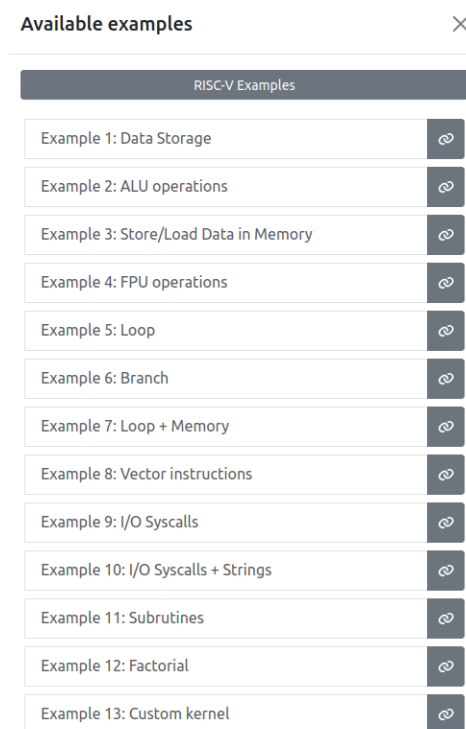 Available examples
RISC-V Examples
Example 1: Data Storage
Example 2: ALU operations
Example 3: Store/Load Data in Memory
Example 4: FPU operations
Example 5: Loop
Example 6: Branch
Example 7: Loop + Memory
Example 8: Vector instructions
Example 9: I/O Syscalls
Example 10: I/O Syscalls + Strings
Example 11: Subrutines
Example 12: Factorial
Example 13: Custom kernel